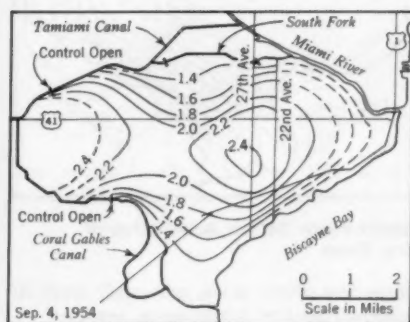 Tamiami Canal
South Fork
Miami River
1
Control Open
27th Ave.
22nd Ave.
1.4
1.6
1.8
2.0
2.2
2.4
41
2.4
2.2
2.0
1.8
1.6
1.4
Control Open
Coral Gables
Canal
Biscayne Bay
0 1 2
Scale in Miles
Sep. 4, 1954